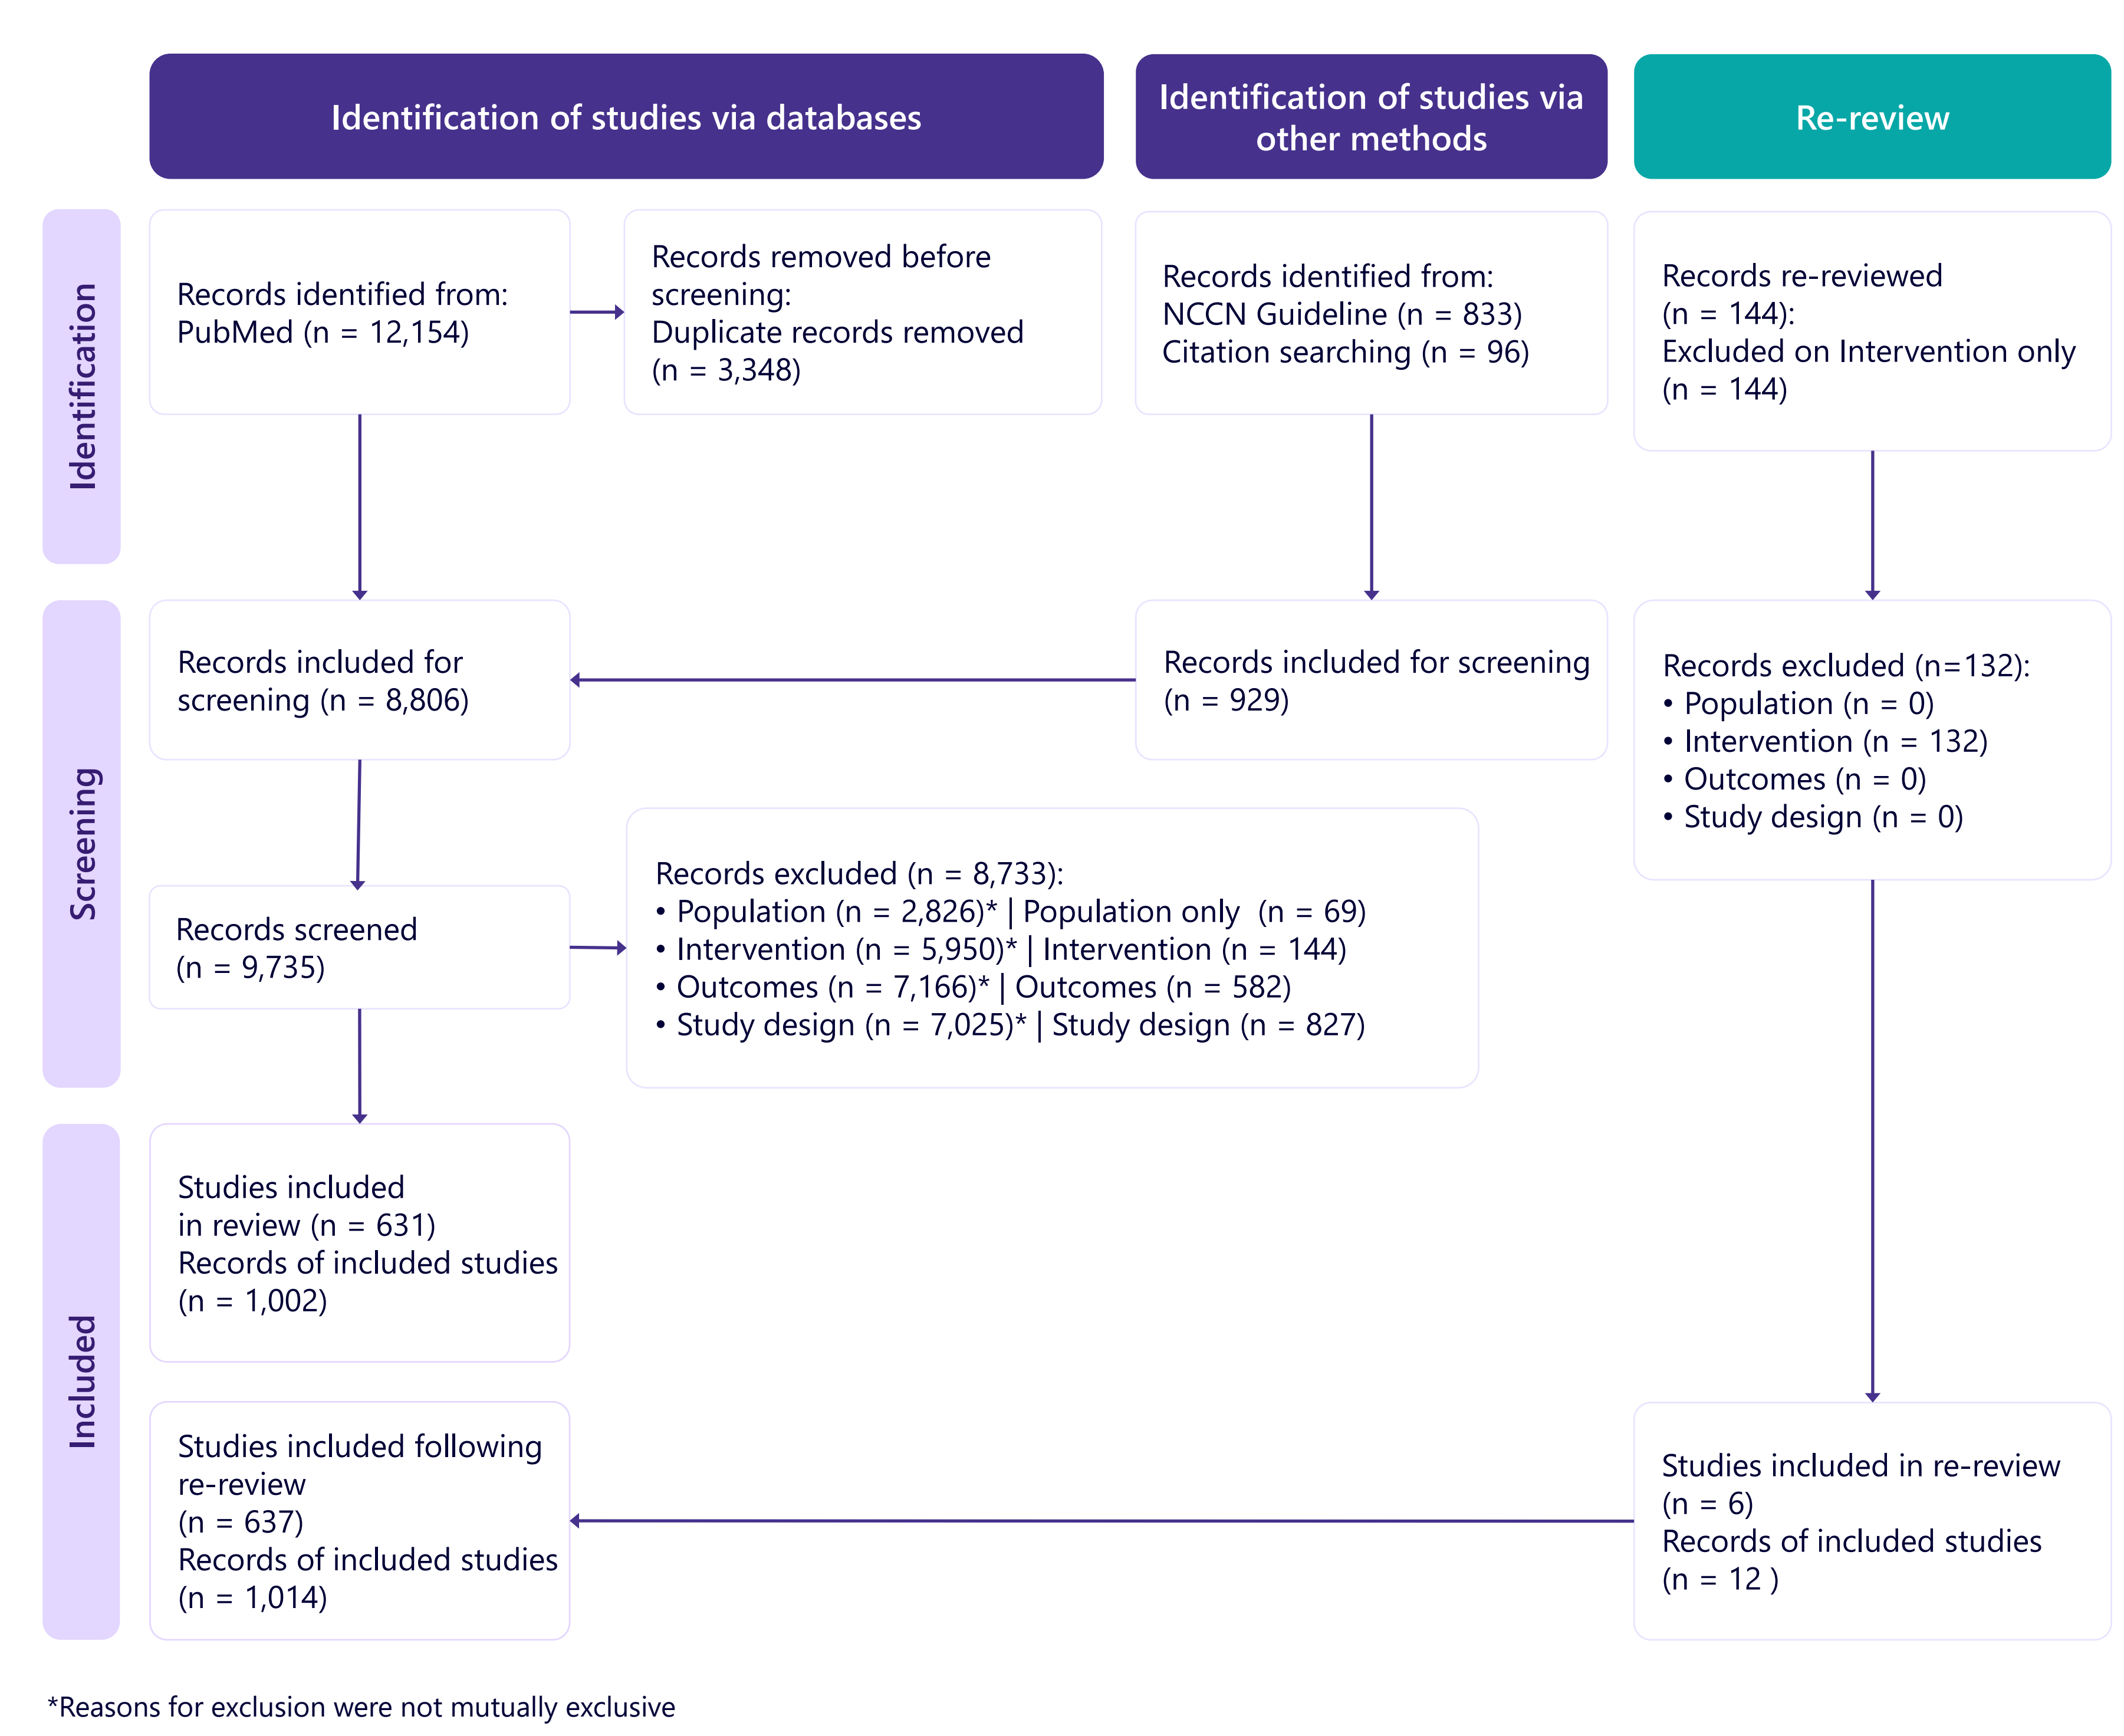 Identification of studies via databases
Identification of studies via
other methods
Re-review
Identification
Records identified from:
PubMed (n = 12,154)
Records removed before
screening:
Duplicate records removed
(n = 3,348)
Records identified from:
NCCN Guideline (n = 833)
Citation searching (n = 96)
Records re-reviewed
(n = 144):
Excluded on Intervention only
(n = 144)
Screening
Records included for
screening (n = 8,806)
Records included for screening
(n = 929)
Records excluded (n=132):
• Population (n = 0)
• Intervention (n = 132)
• Outcomes (n = 0)
• Study design (n = 0)
Records screened
(n = 9,735)
Records excluded (n = 8,733):
• Population (n = 2,826)* | Population only (n = 69)
• Intervention (n = 5,950)* | Intervention (n = 144)
• Outcomes (n = 7,166)* | Outcomes (n = 582)
• Study design (n = 7,025)* | Study design (n = 827)
Included
Studies included
in review (n = 631)
Records of included studies
(n = 1,002)
Studies included following
re-review
(n = 637)
Records of included studies
(n = 1,014)
Studies included in re-review
(n = 6)
Records of included studies
(n = 12 )
*Reasons for exclusion were not mutually exclusive